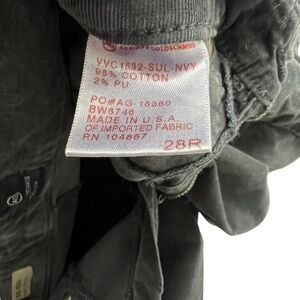 ADRIANO GOLDSCHMIED
VVC1532-SUL-NVY
98% COTTON
2% PU
PO#AG-15380
BW6746
MADE IN U.S.A.
OF IMPORTED FABRIC
RN 104857
28R